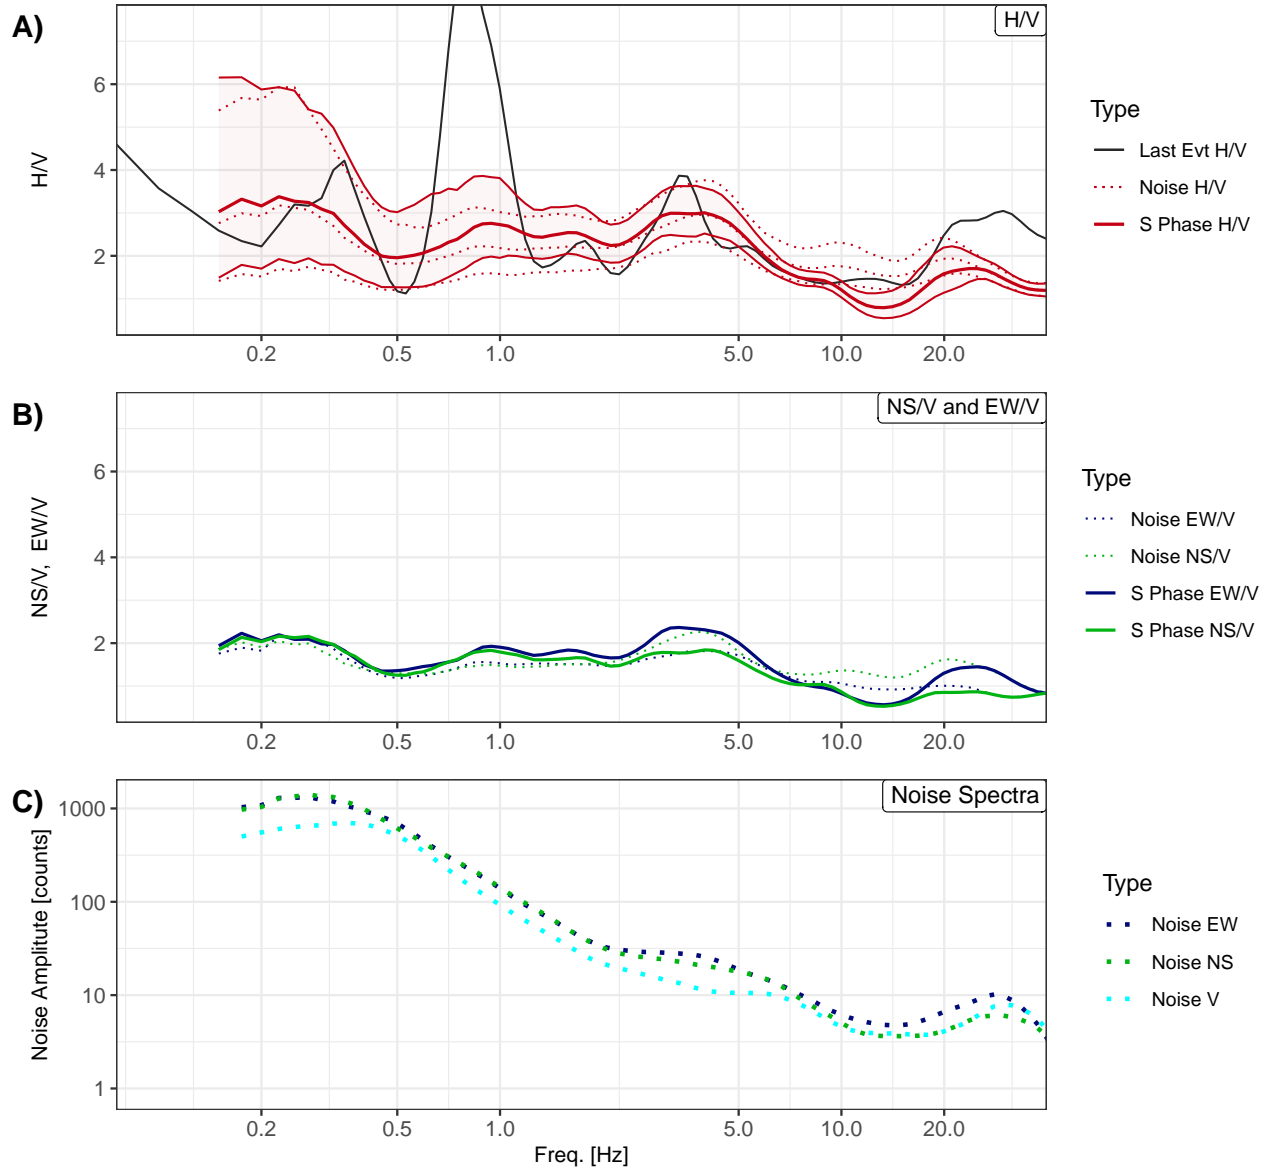 A)
H/V
H/V
6
4
2
0.2 0.5 1.0 5.0 10.0 20.0
Type
Last Evt H/V
Noise H/V
S Phase H/V
B)
NS/V and EW/V
NS/V, EW/V
6
4
2
0.2 0.5 1.0 5.0 10.0 20.0
Type
Noise EW/V
Noise NS/V
S Phase EW/V
S Phase NS/V
C)
Noise Spectra
Noise Amplitute [counts]
1000
100
10
1
0.2 0.5 1.0 5.0 10.0 20.0
Freq. [Hz]
Type
Noise EW
Noise NS
Noise V